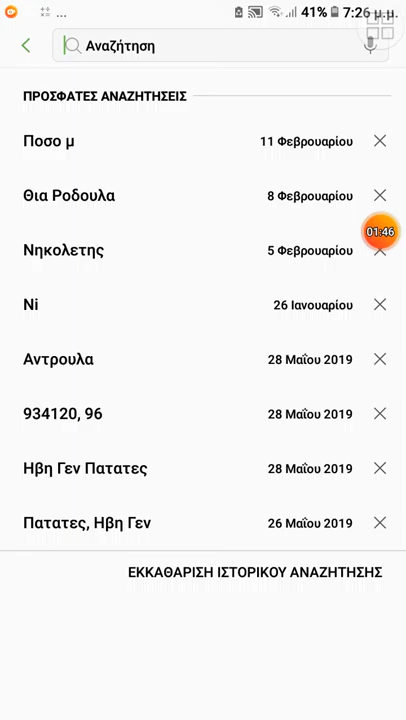 ... 41% 7:26 μ.μ.
Αναζήτηση
ΠΡΟΣΦΑΤΕΣ ΑΝΑΖΗΤΗΣΕΙΣ
Ποσο μ 11 Φεβρουαρίου
Θια Ροδουλα 8 Φεβρουαρίου
01:46
Νηκολετης 5 Φεβρουαρίου
Ni 26 Ιανουαρίου
Αντρουλα 28 Μαΐου 2019
934120, 96 28 Μαΐου 2019
Ηβη Γεν Πατατες 28 Μαΐου 2019
Πατατες, Ηβη Γεν 26 Μαΐου 2019
ΕΚΚΑΘΑΡΙΣΗ ΙΣΤΟΡΙΚΟΥ ΑΝΑΖΗΤΗΣΗΣ